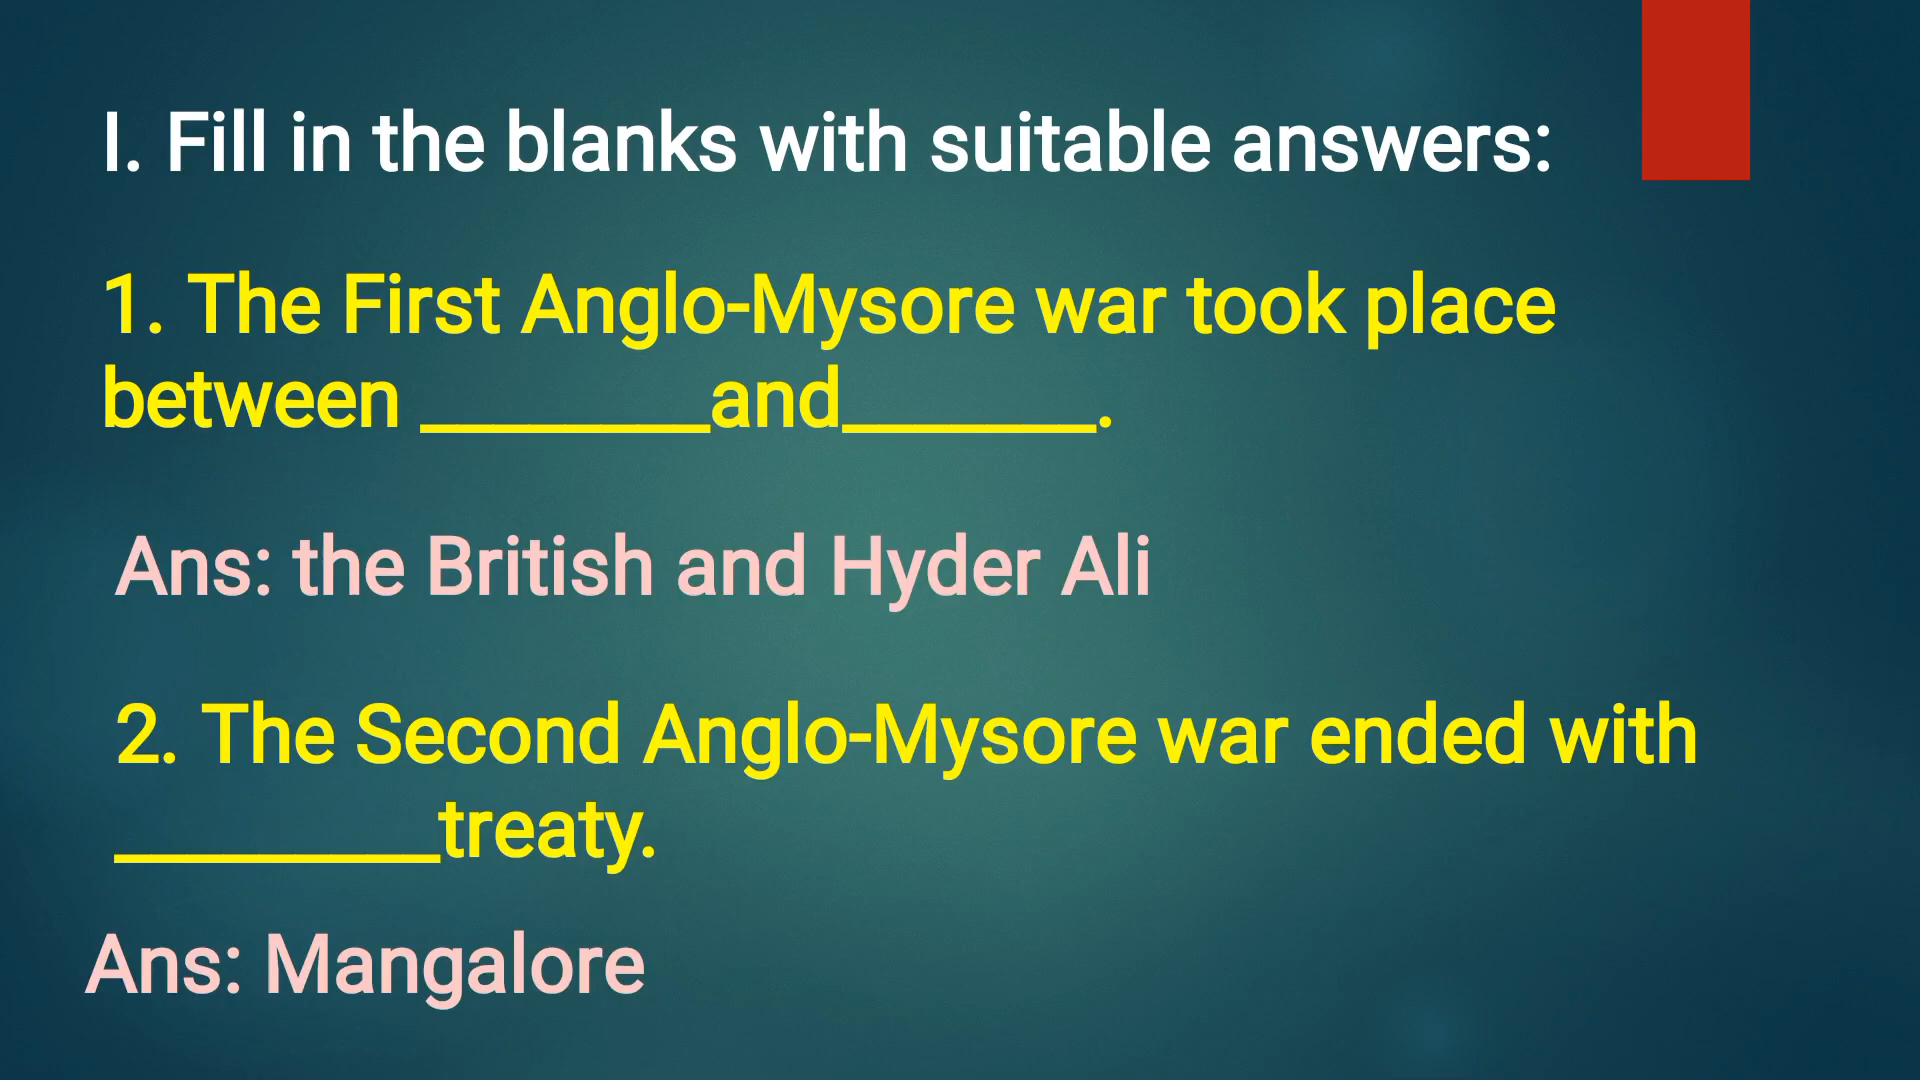 I. Fill in the blanks with suitable answers:
1. The First Anglo-Mysore war took place
between ________and_______.
Ans: the British and Hyder Ali
2. The Second Anglo-Mysore war ended with
_________treaty.
Ans: Mangalore